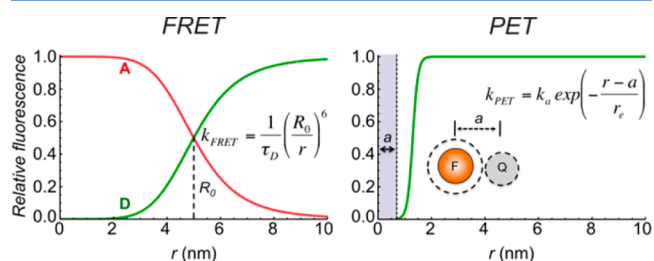 FRET
PET
Relative fluorescence
1.0
0.8
0.6
0.4
0.2
0.0
A
D
k_FRET = 1/τ_D (R_0/r)^6
R_0
0 2 4 6 8 10
r (nm)
1.0
0.8
0.6
0.4
0.2
0.0
a
k_PET = k_a exp(-(r - a)/r_e)
a
F
Q
0 2 4 6 8 10
r (nm)